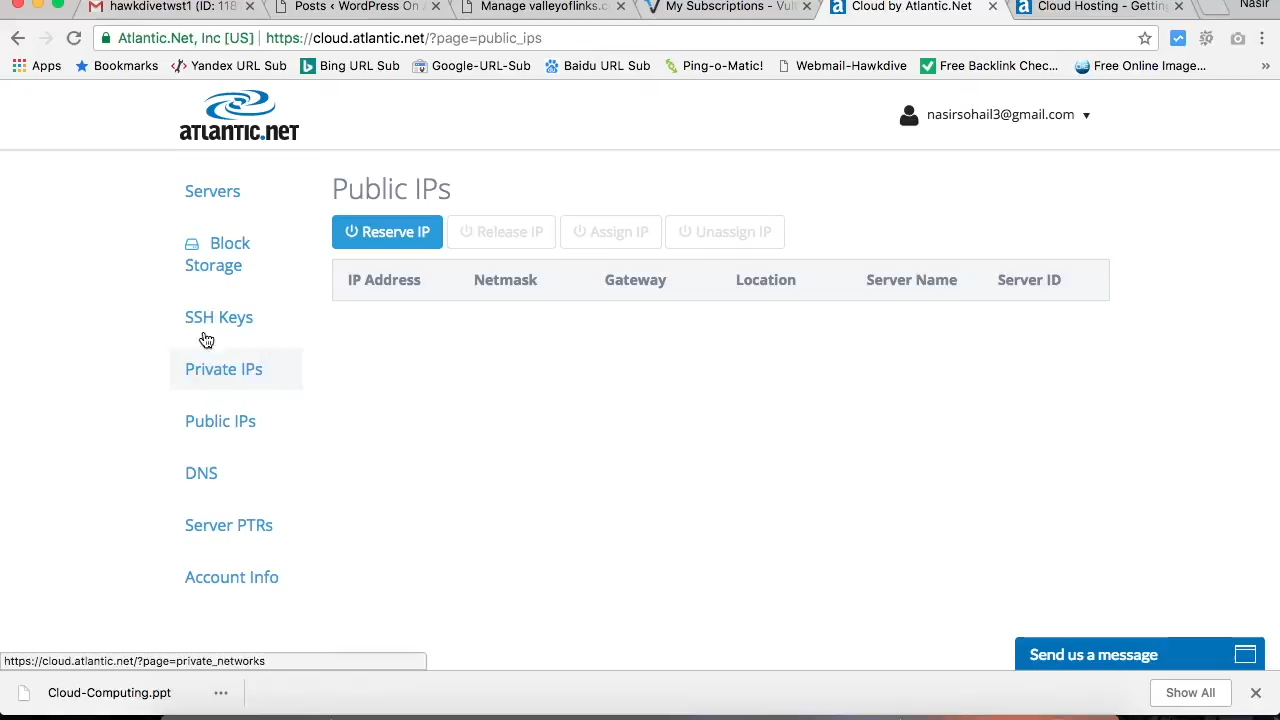 hawkdivetwst1 (ID: 118
Posts ‹ WordPress On A
Manage valleyoflinks.c
My Subscriptions - Vult
Cloud by Atlantic.Net
Cloud Hosting - Getting
Nasir
Atlantic.Net, Inc [US] https://cloud.atlantic.net/?page=public_ips
Apps Bookmarks Yandex URL Sub Bing URL Sub Google-URL-Sub Baidu URL Sub Ping-o-Matic! Webmail-Hawkdive Free Backlink Chec... Free Online Image... »
ATLANTIC.NET
nasirsohail3@gmail.com
Servers
Block
Storage
SSH Keys
Private IPs
Public IPs
DNS
Server PTRs
Account Info
Public IPs
Reserve IP Release IP Assign IP Unassign IP
IP Address Netmask Gateway Location Server Name Server ID
Send us a message
https://cloud.atlantic.net/?page=private_networks
Cloud-Computing.ppt
Show All